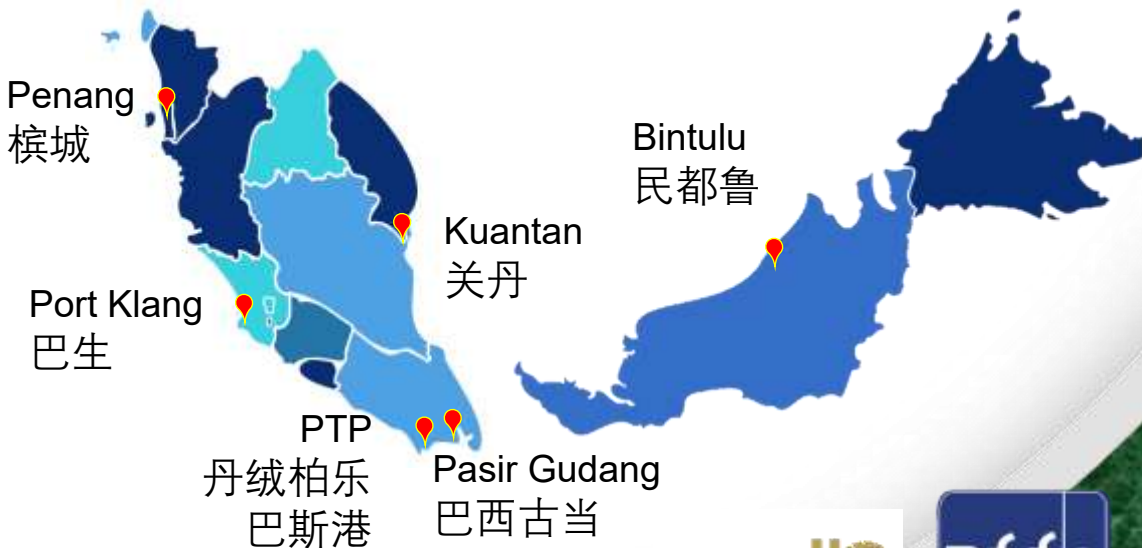 Penang
槟城
Bintulu
民都鲁
Kuantan
关丹
Port Klang
巴生
PTP
丹绒柏乐
巴斯港
Pasir Gudang
巴西古当